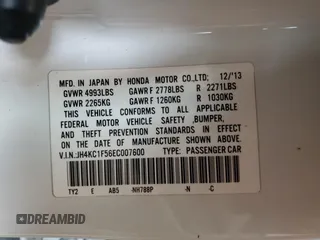 MFD. IN JAPAN BY HONDA MOTOR CO.,LTD. 12/'13
GVWR 4993LBS GAWR F 2778LBS R 2271LBS
GVWR 2265KG GAWR F 1260KG R 1030KG
THIS VEHICLE CONFORMS TO ALL APPLICABLE
FEDERAL MOTOR VEHICLE SAFETY ,BUMPER,
AND THEFT PREVENTION STANDARDS IN EFFECT
ON THE DATE OF MANUFACTURE SHOWN ABOVE.
V.I.N.:JH4KC1F56EC007600 TYPE: PASSENGER CAR
TY2 E AB5 -NH788P -N -C
DREAMBID
DREAMBID.COM